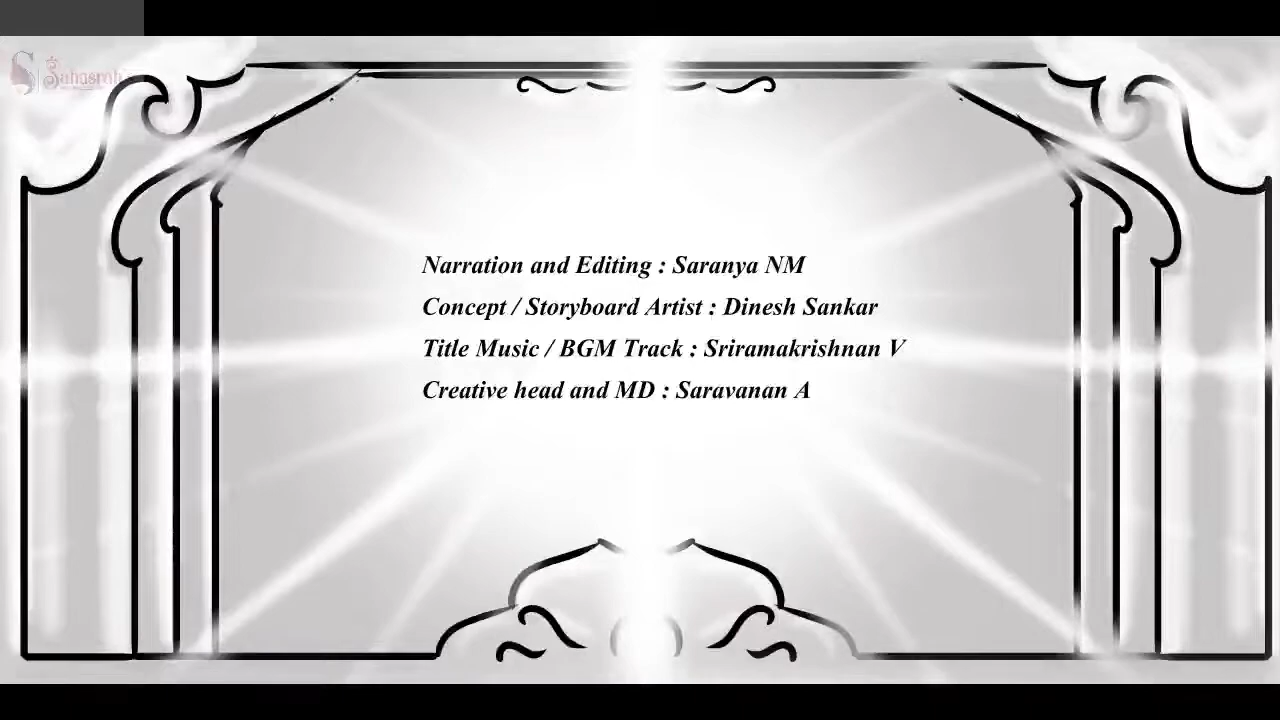 Sahasrah
Narration and Editing : Saranya NM
Concept / Storyboard Artist : Dinesh Sankar
Title Music / BGM Track : Sriramakrishnan V
Creative head and MD : Saravanan A